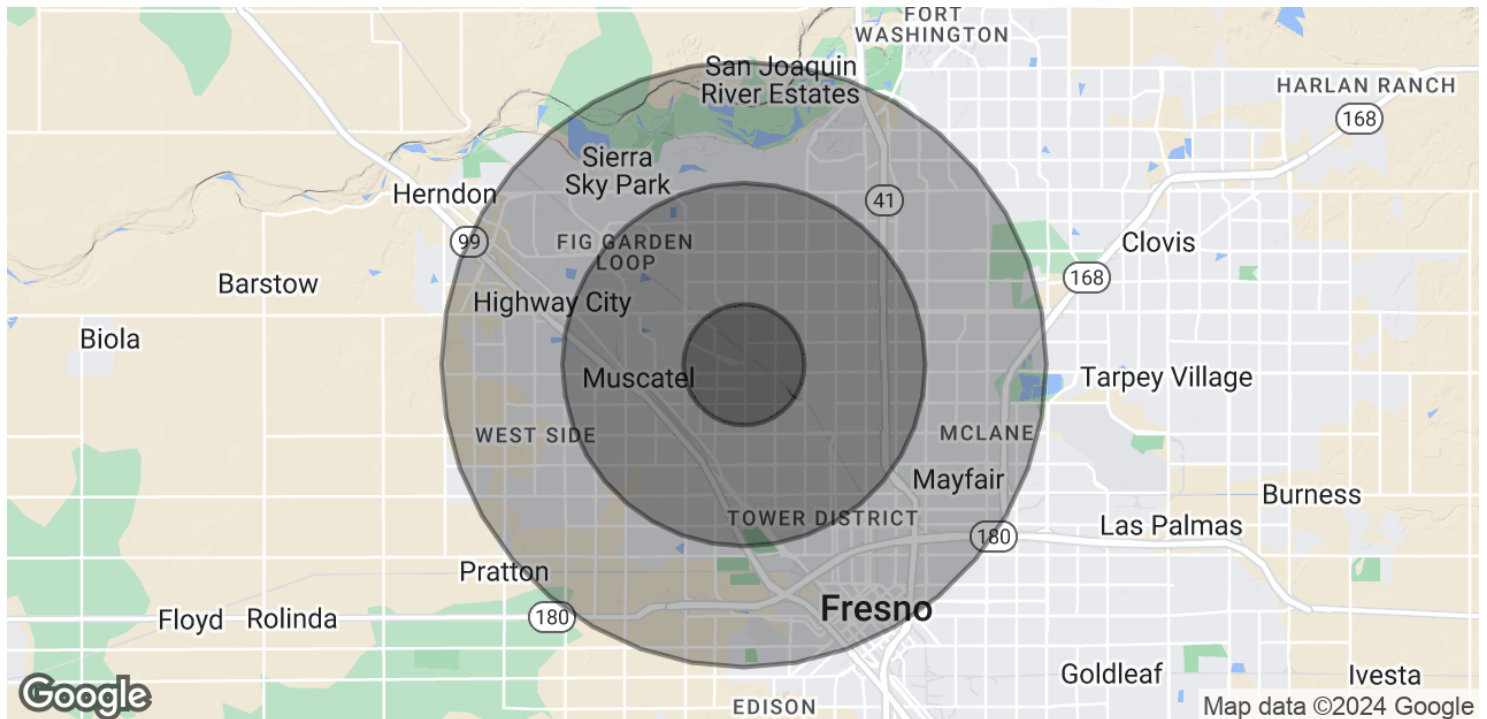 FORT
WASHINGTON
San Joaquin
River Estates
HARLAN RANCH
168
Sierra
Sky Park
Herndon
41
99
FIG GARDEN
LOOP
Clovis
168
Barstow
Highway City
Biola
Muscatel
Tarpey Village
WEST SIDE
MCLANE
Mayfair
Burness
TOWER DISTRICT
Las Palmas
180
Pratton
Fresno
Floyd
Rolinda
180
Goldleaf
Ivesta
Google
EDISON
Map data ©2024 Google